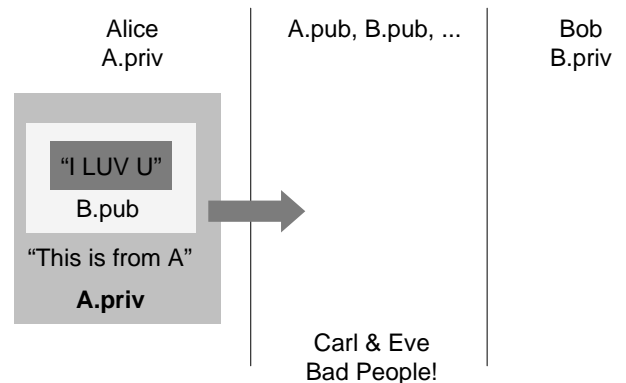 Alice
A.priv
A.pub, B.pub, ...
Bob
B.priv
“I LUV U”
B.pub
“This is from A”
A.priv
Carl & Eve
Bad People!